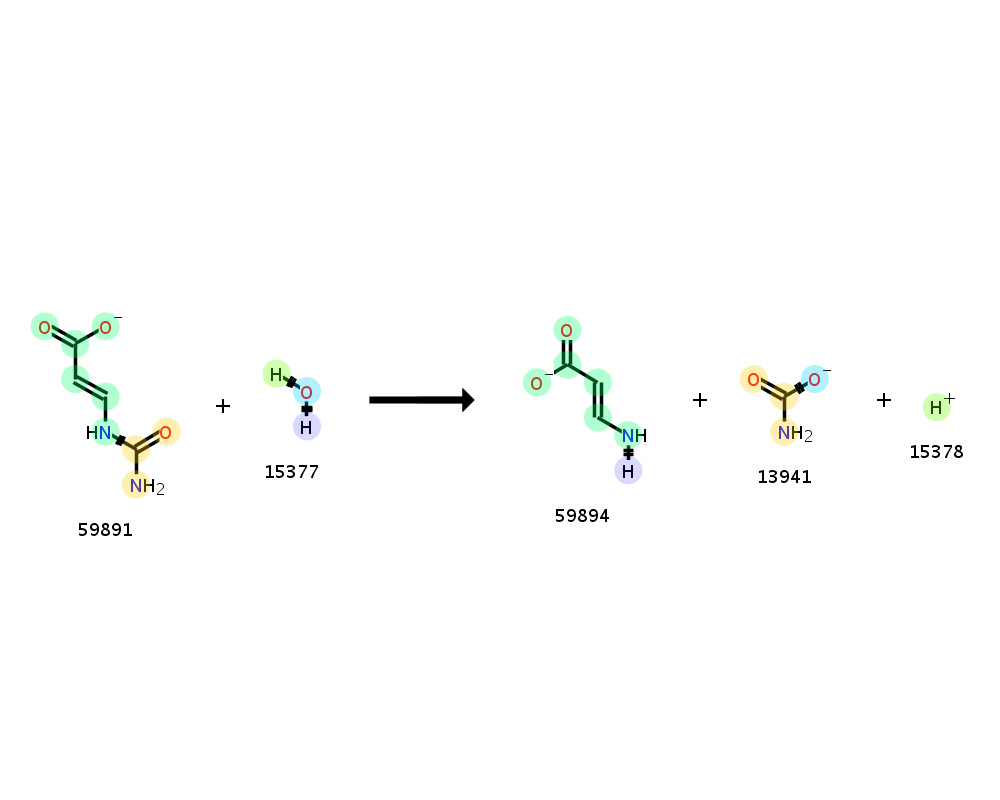 O O−
HN O
NH2
59891
+
H
O
H
15377
O
O−
NH
H
59894
+
O O−
NH2
13941
+
H+
15378